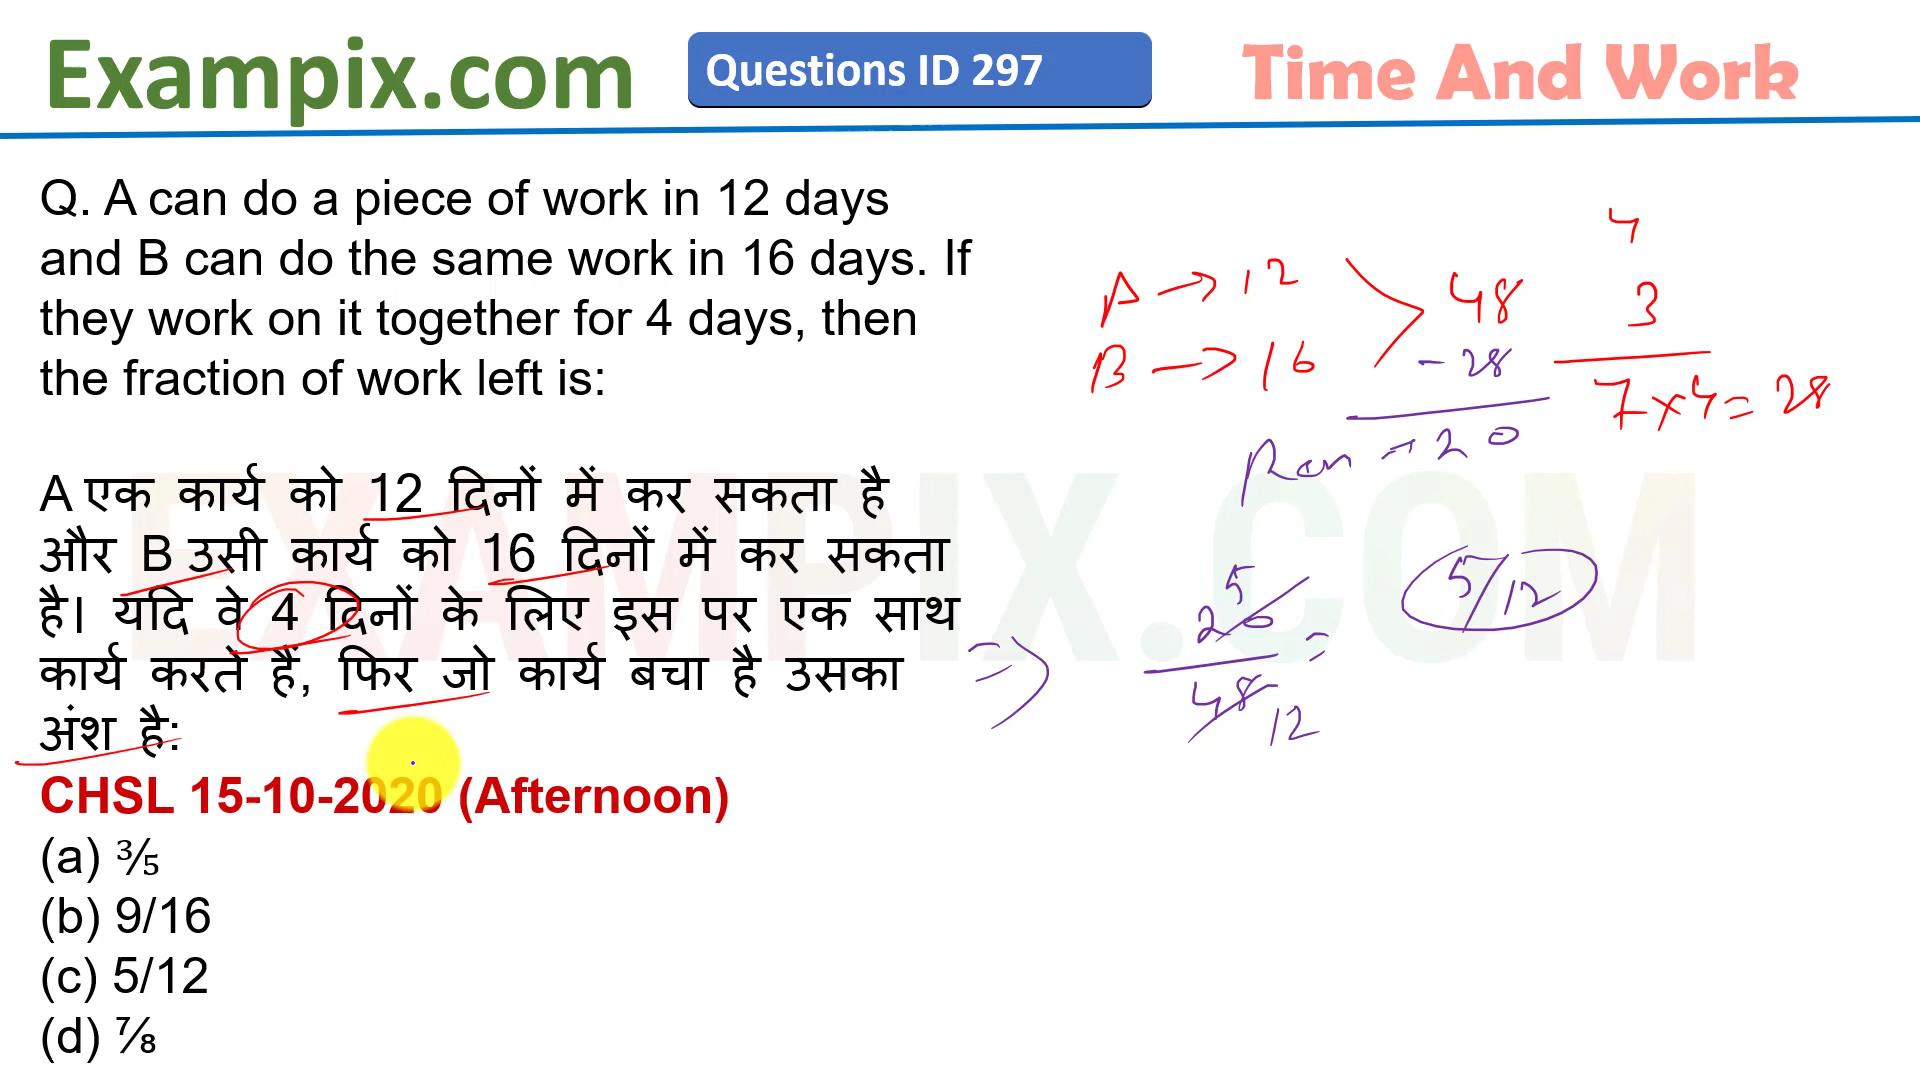 Exampix.com
Questions ID 297
Time And Work
Q. A can do a piece of work in 12 days
and B can do the same work in 16 days. If
they work on it together for 4 days, then
the fraction of work left is:
A एक कार्य को 12 दिनों में कर सकता है
और B उसी कार्य को 16 दिनों में कर सकता
है। यदि वे 4 दिनों के लिए इस पर एक साथ
कार्य करते हैं, फिर जो कार्य बचा है उसका
अंश है:
CHSL 15-10-2020 (Afternoon)
(a) ⅗
(b) 9/16
(c) 5/12
(d) ⅞
A → 12
B → 16
48
- 28
Rem → 20
4
3
7 x 4 = 28
⇒ 20/48 =
5
12
5/12
EXAMPIX.COM